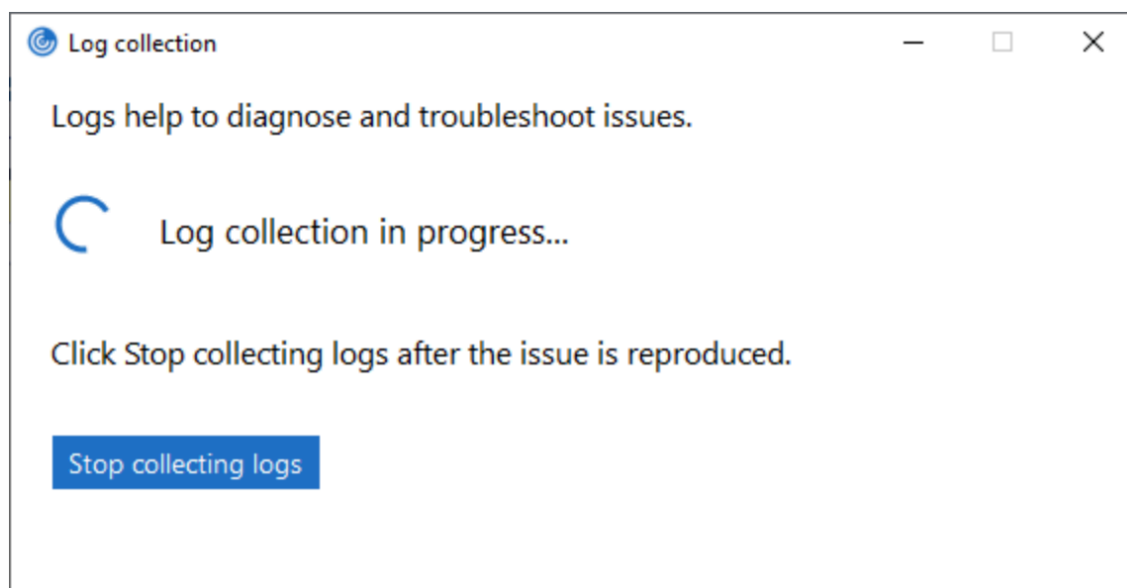 Log collection
Logs help to diagnose and troubleshoot issues.
Log collection in progress...
Click Stop collecting logs after the issue is reproduced.
Stop collecting logs